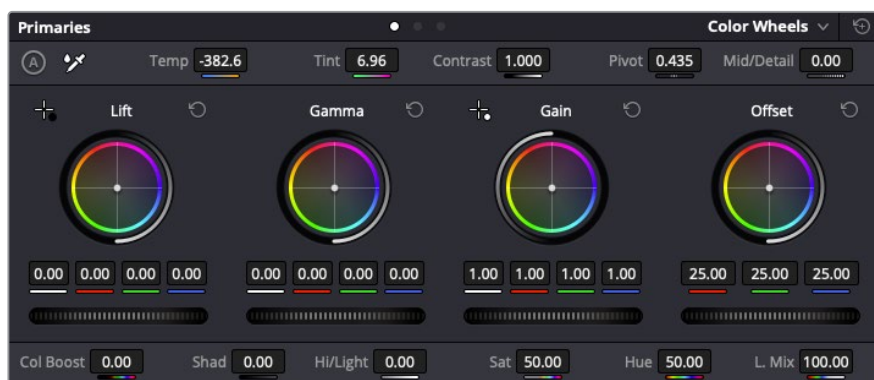 Primaries Color Wheels
A Temp -382.6 Tint 6.96 Contrast 1.000 Pivot 0.435 Mid/Detail 0.00
Lift Gamma Gain Offset
0.00 0.00 0.00 0.00 0.00 0.00 0.00 0.00 1.00 1.00 1.00 1.00 25.00 25.00 25.00
Col Boost 0.00 Shad 0.00 Hi/Light 0.00 Sat 50.00 Hue 50.00 L. Mix 100.00